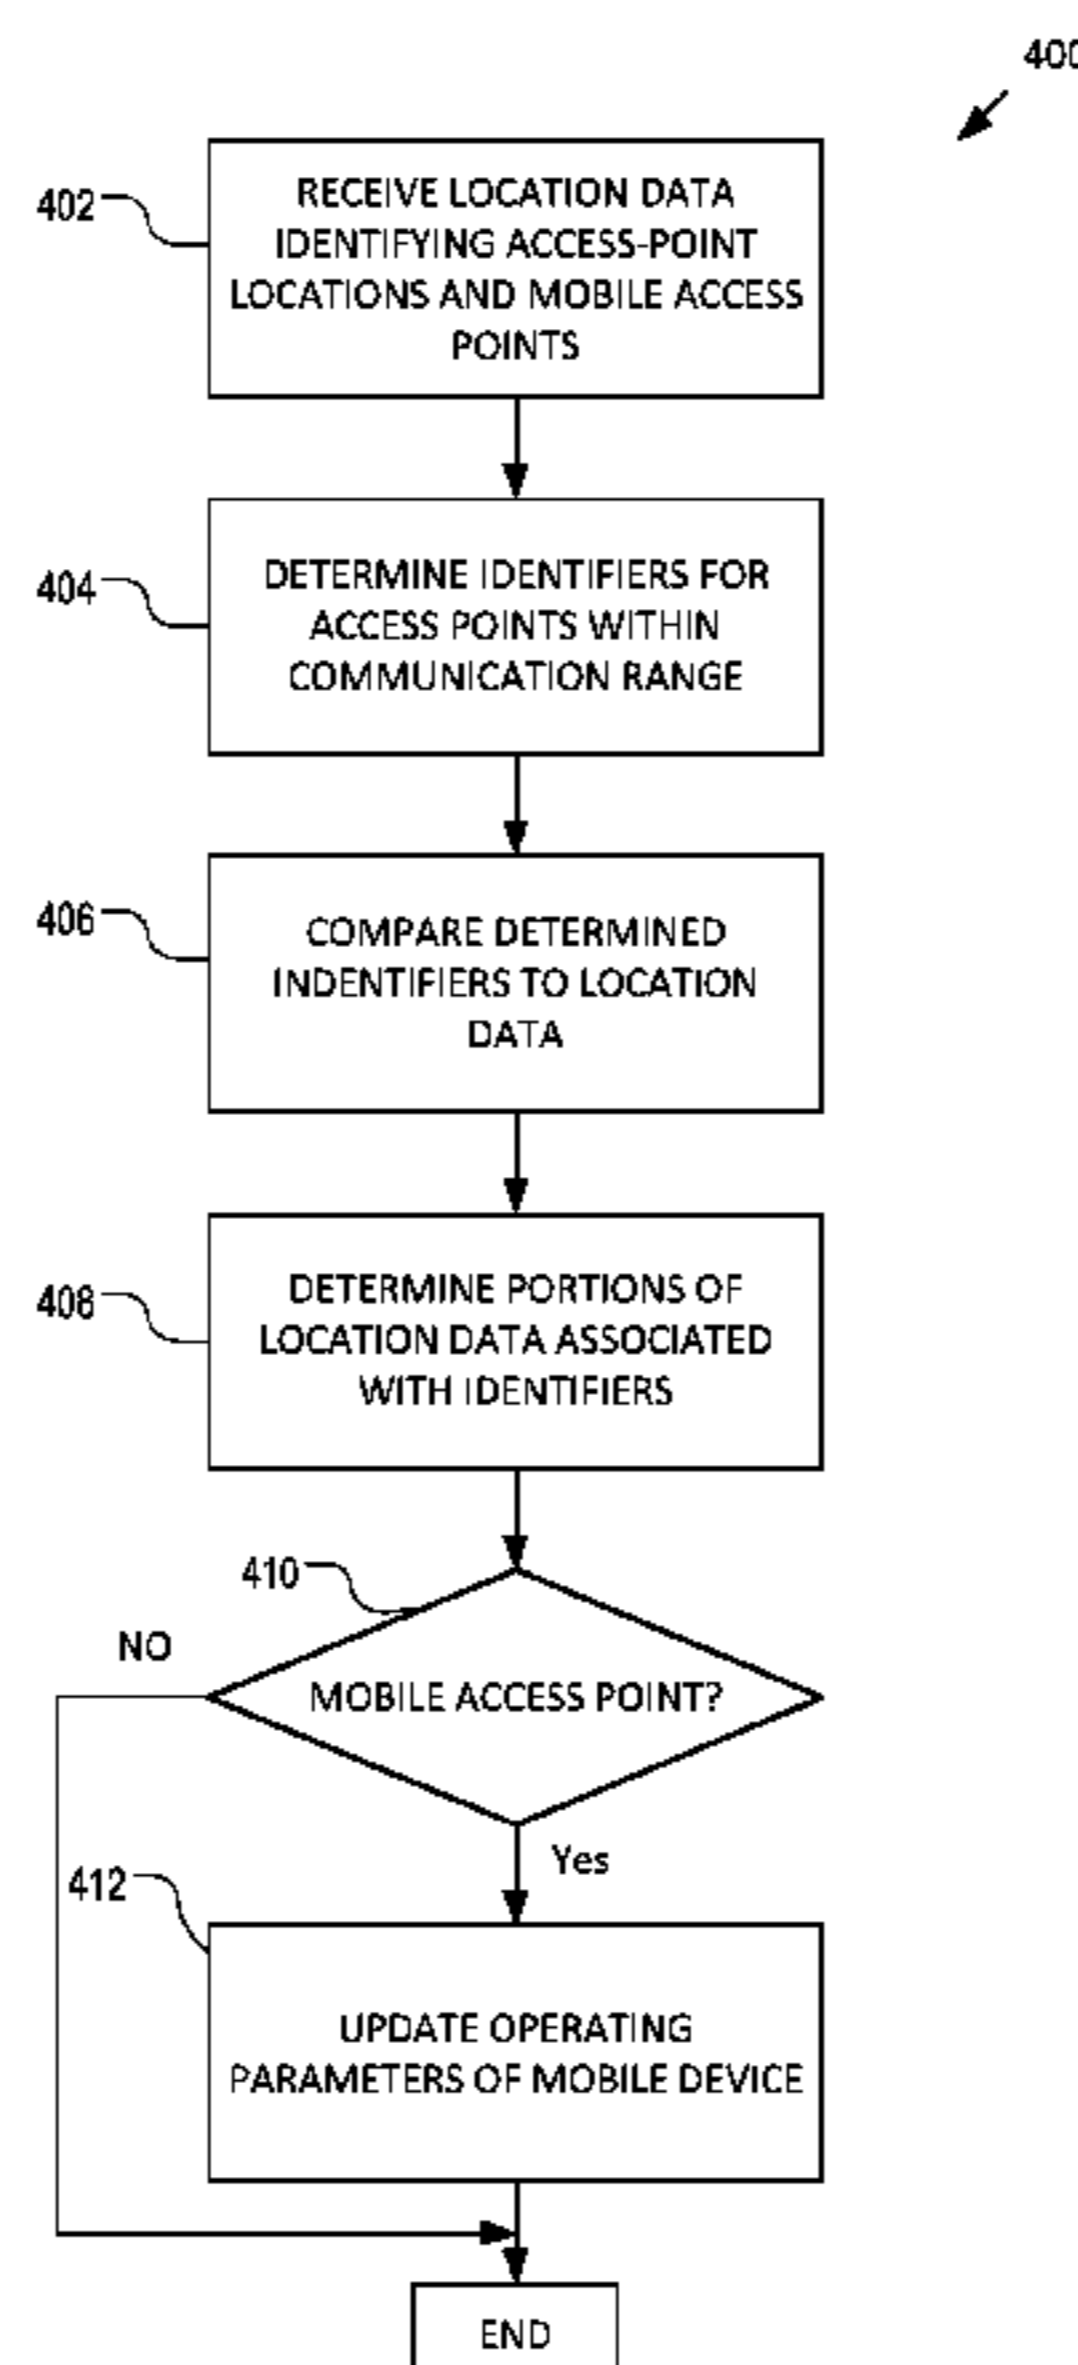 400
402
RECEIVE LOCATION DATA
IDENTIFYING ACCESS-POINT
LOCATIONS AND MOBILE ACCESS
POINTS
404
DETERMINE IDENTIFIERS FOR
ACCESS POINTS WITHIN
COMMUNICATION RANGE
406
COMPARE DETERMINED
INDENTIFIERS TO LOCATION
DATA
408
DETERMINE PORTIONS OF
LOCATION DATA ASSOCIATED
WITH IDENTIFIERS
410
NO
MOBILE ACCESS POINT?
Yes
412
UPDATE OPERATING
PARAMETERS OF MOBILE DEVICE
END